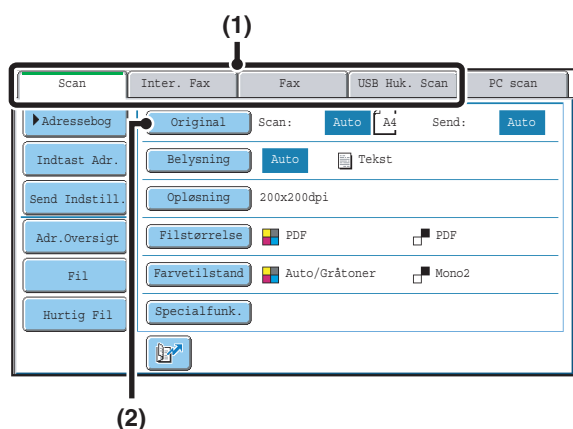 (1)
Scan Inter. Fax Fax USB Huk. Scan PC scan
Adressebog Original Scan: Auto A4 Send: Auto
Indtast Adr. Belysning Auto Tekst
Send Indstill. Opløsning 200x200dpi
Adr.Oversigt Filstørrelse PDF PDF
Fil Farvetilstand Auto/Gråtoner Mono2
Hurtig Fil Specialfunk.
(2)